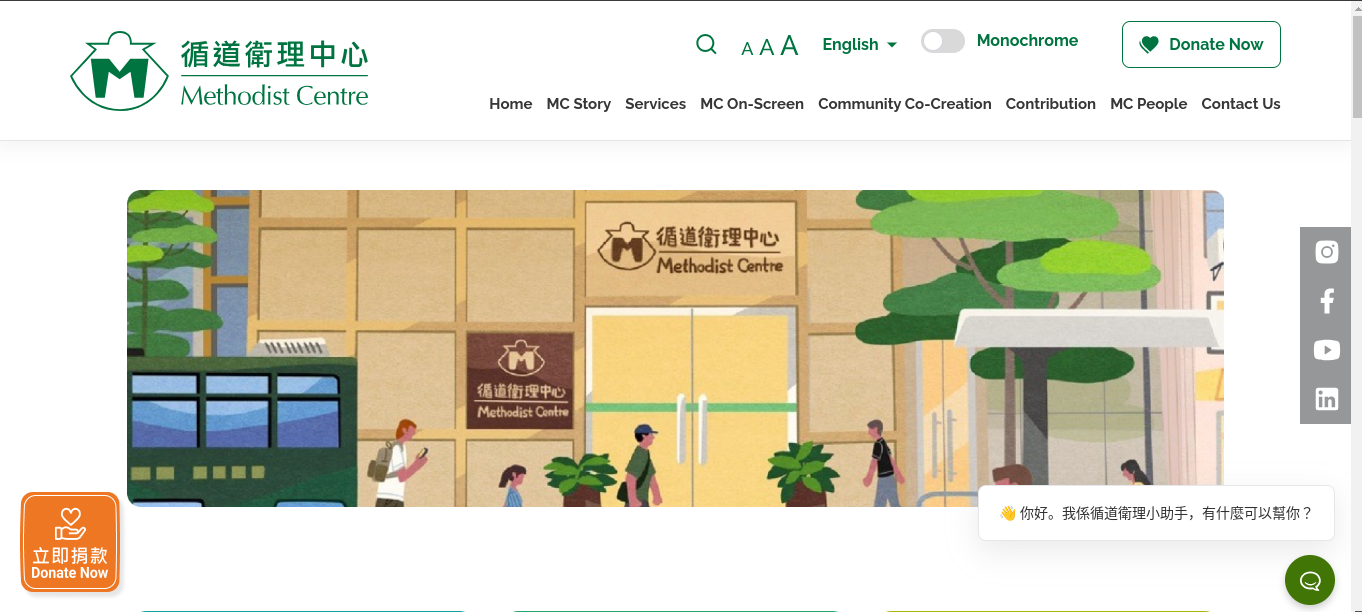 循道衛理中心
Methodist Centre
A A A
English
Monochrome
Donate Now
Home
MC Story
Services
MC On-Screen
Community Co-Creation
Contribution
MC People
Contact Us
循道衛理中心
Methodist Centre
循道衛理中心
Methodist Centre
立即捐款
Donate Now
👋 你好。我係循道衛理小助手，有什麼可以幫你？